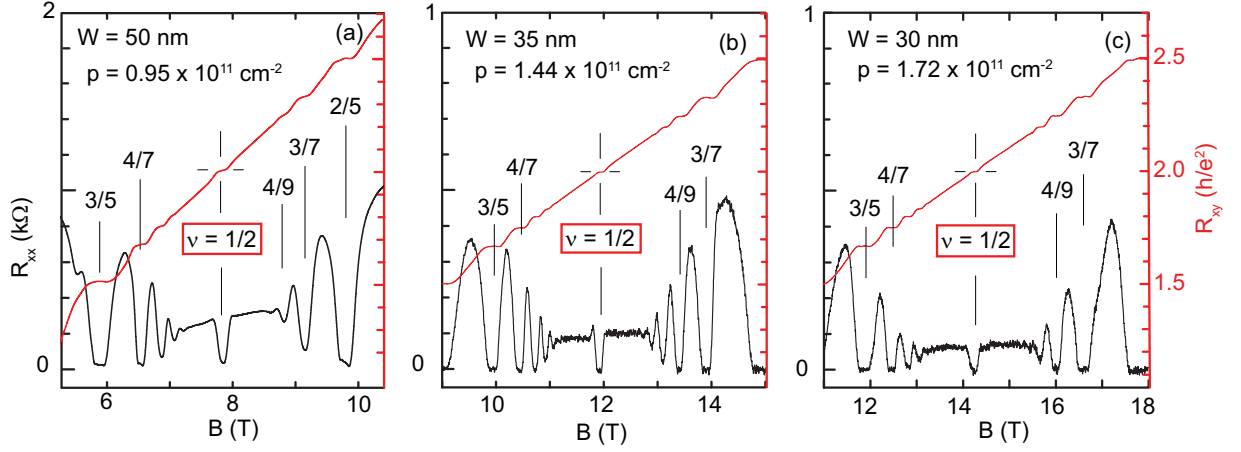 2
W = 50 nm
(a)
p = 0.95 x 10¹¹ cm⁻²
2/5
4/7
3/7
3/5
4/9
ν = 1/2
Rxx (kΩ)
0
6
8
10
B (T)
1
W = 35 nm
(b)
p = 1.44 x 10¹¹ cm⁻²
4/7
3/7
3/5
4/9
ν = 1/2
0
10
12
14
B (T)
1
W = 30 nm
(c)
p = 1.72 x 10¹¹ cm⁻²
4/7
3/7
3/5
4/9
ν = 1/2
0
12
14
16
18
B (T)
2.5
2.0
1.5
Rxy (h/e²)